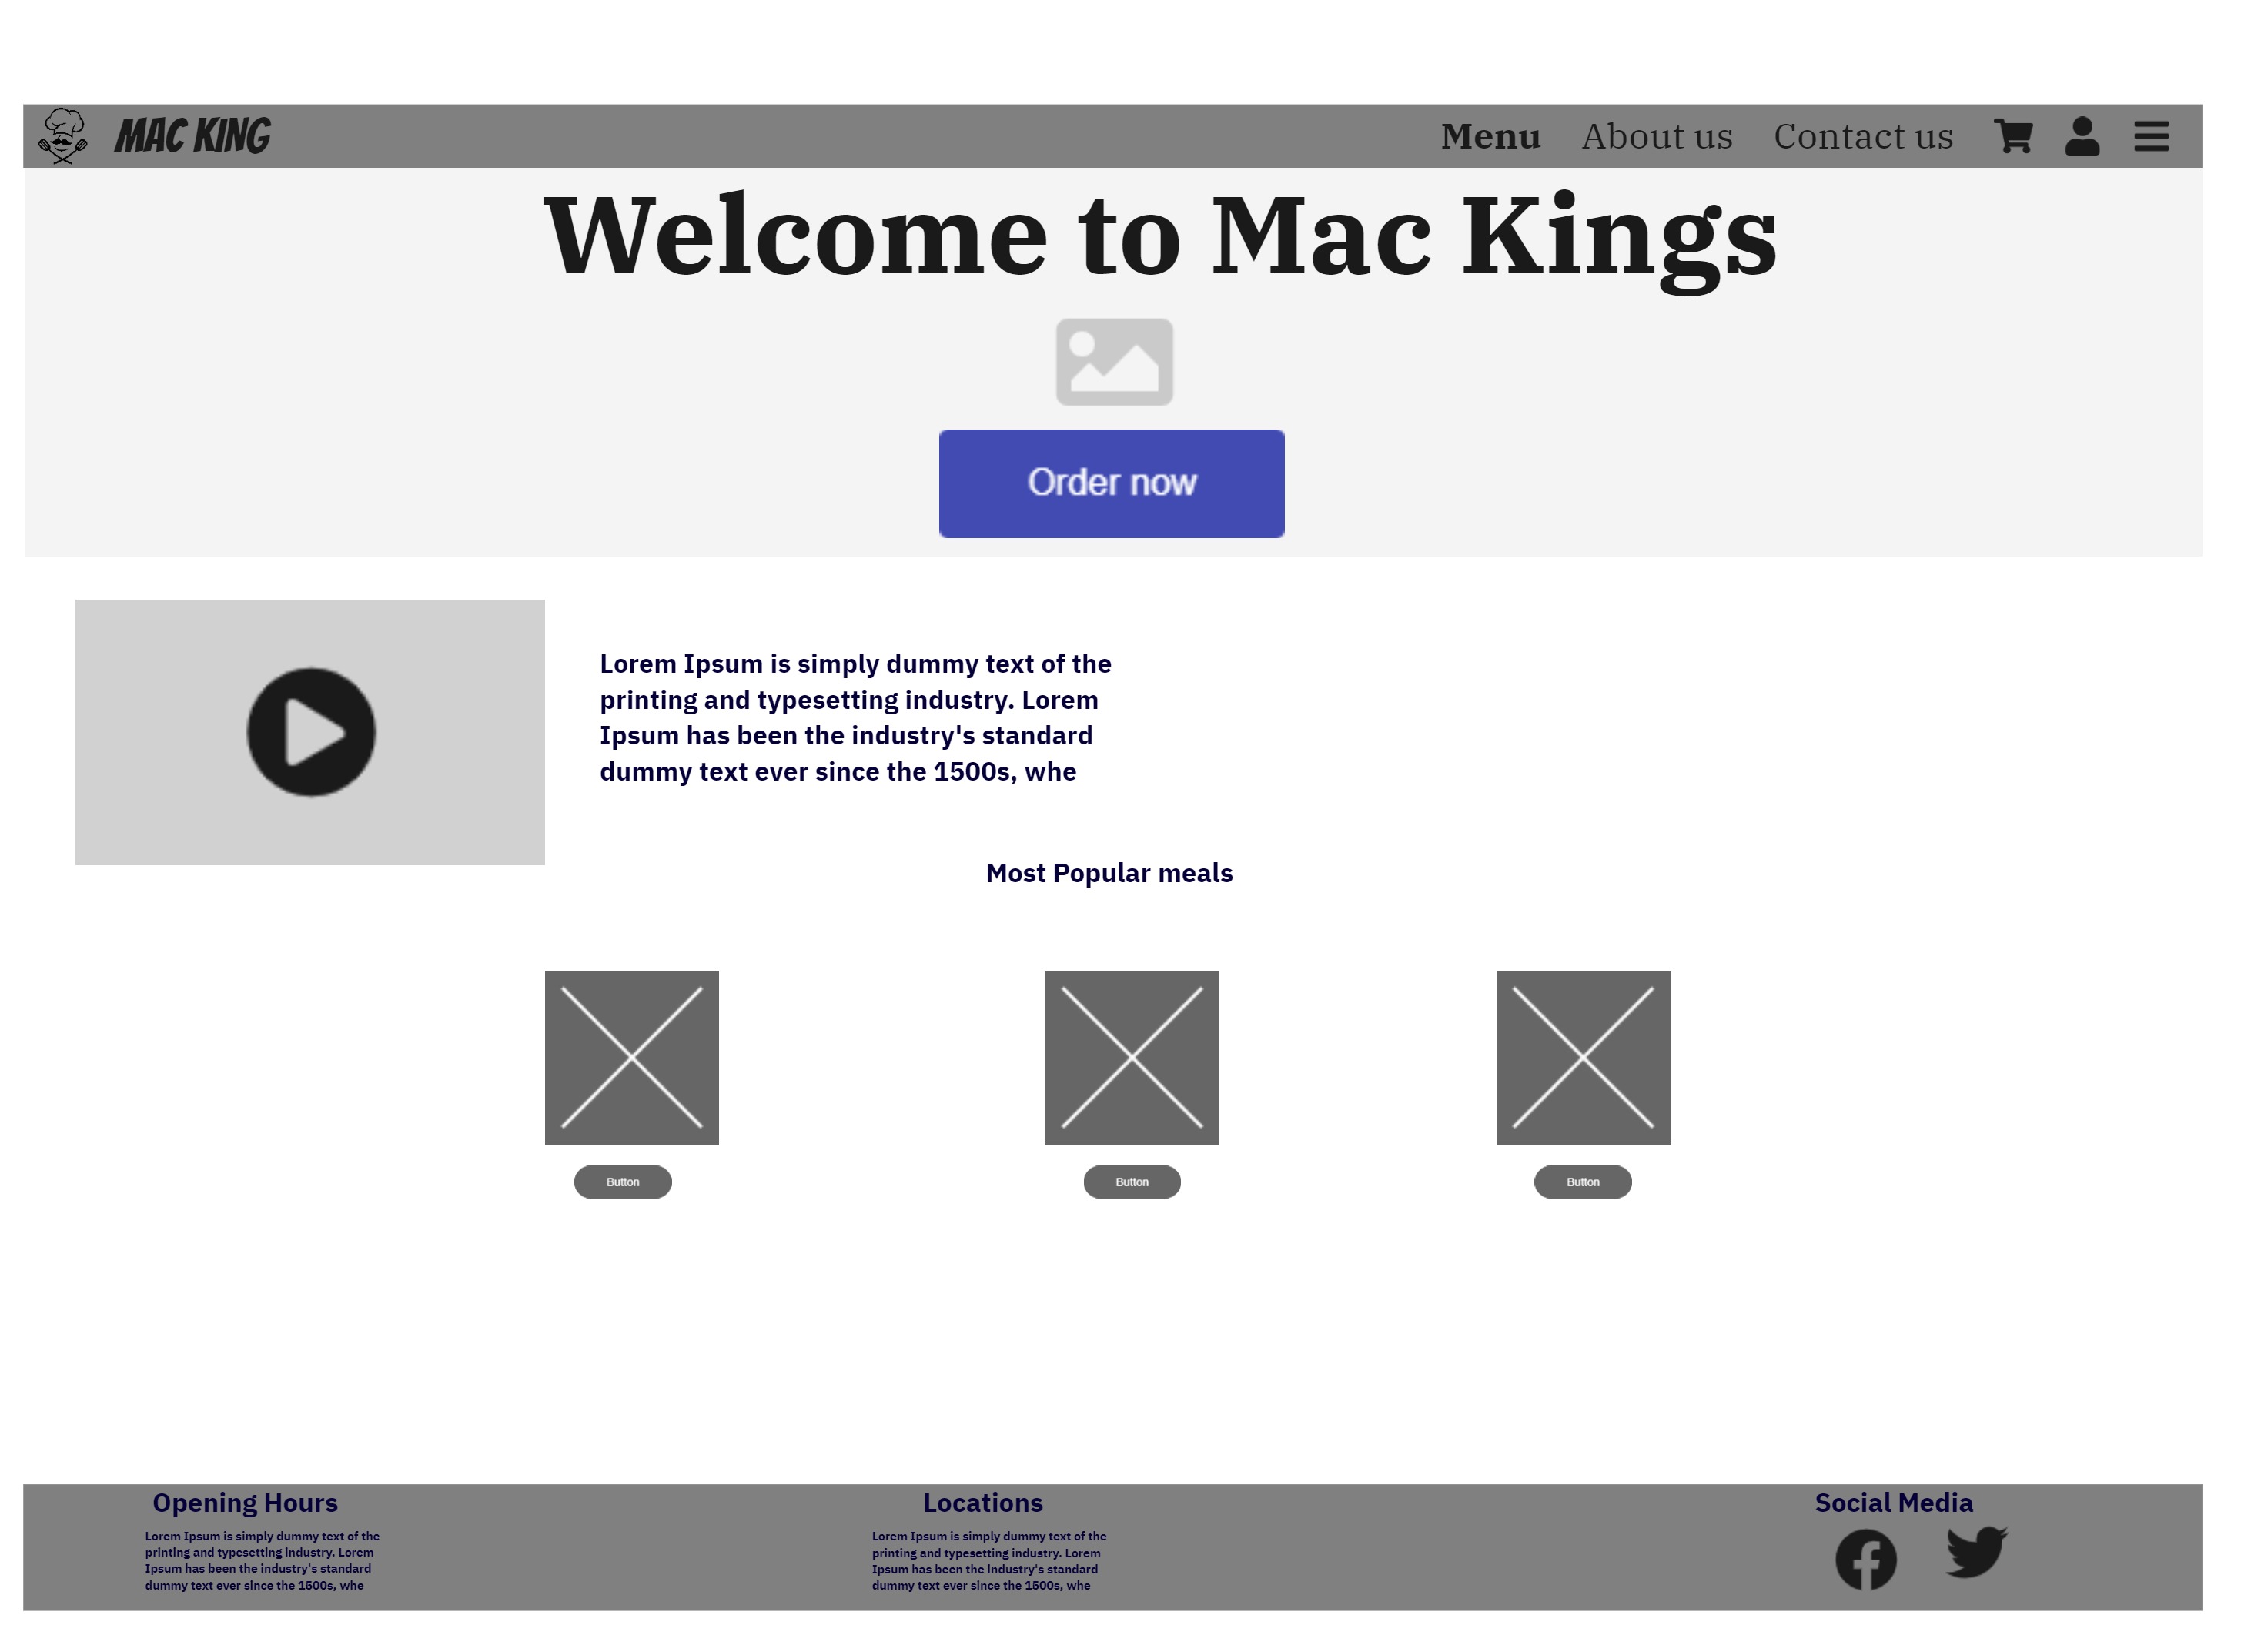 MAC KING
Menu About us Contact us
Welcome to Mac Kings
Order now
Lorem Ipsum is simply dummy text of the
printing and typesetting industry. Lorem
Ipsum has been the industry's standard
dummy text ever since the 1500s, whe
Most Popular meals
Button
Button
Button
Opening Hours
Lorem Ipsum is simply dummy text of the
printing and typesetting industry. Lorem
Ipsum has been the industry's standard
dummy text ever since the 1500s, whe
Locations
Lorem Ipsum is simply dummy text of the
printing and typesetting industry. Lorem
Ipsum has been the industry's standard
dummy text ever since the 1500s, whe
Social Media